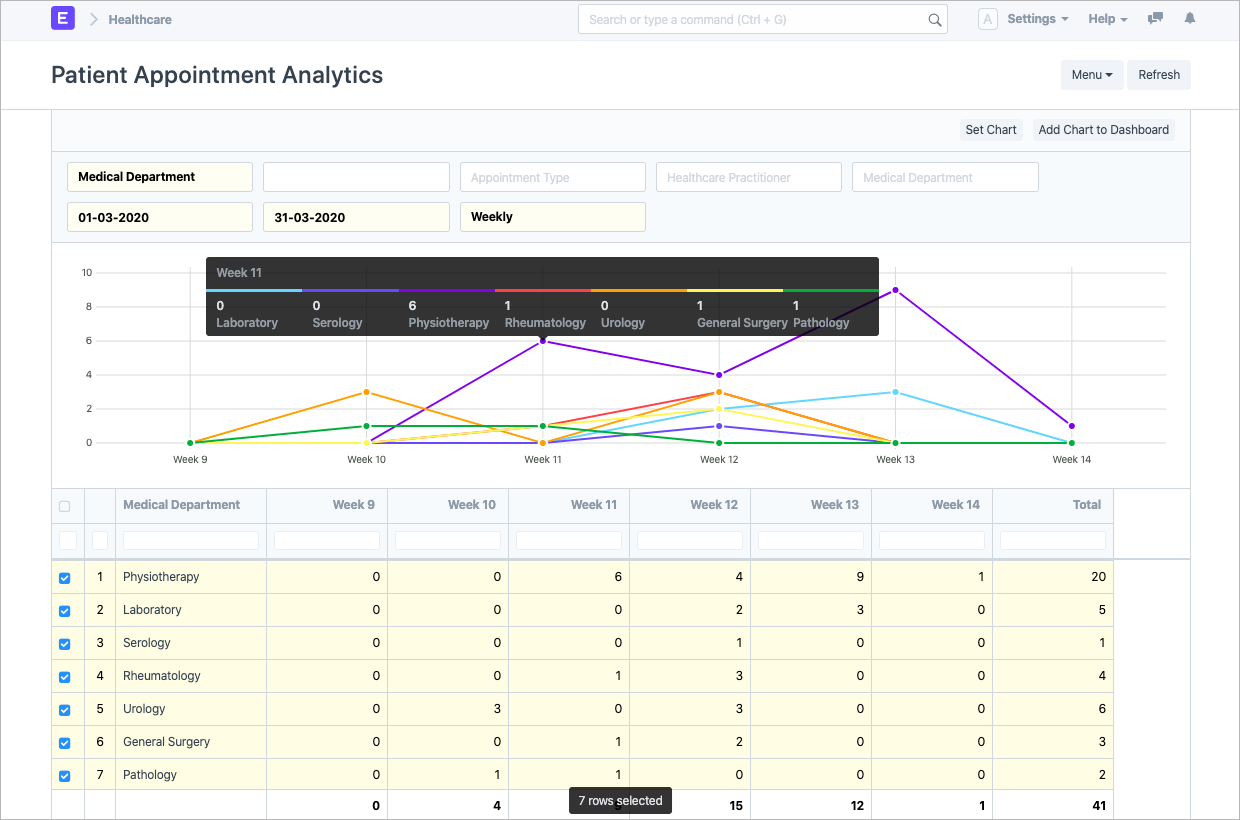 E Healthcare Search or type a command (Ctrl + G) A Settings Help
Patient Appointment Analytics Menu Refresh
Set Chart Add Chart to Dashboard
Medical Department Appointment Type Healthcare Practitioner Medical Department
01-03-2020 31-03-2020 Weekly
10
Week 11
8
0 0 6 1 0 1 1
Laboratory Serology Physiotherapy Rheumatology Urology General Surgery Pathology
6
4
2
0
Week 9 Week 10 Week 11 Week 12 Week 13 Week 14
Medical Department Week 9 Week 10 Week 11 Week 12 Week 13 Week 14 Total
1 Physiotherapy 0 0 6 4 9 1 20
2 Laboratory 0 0 0 2 3 0 5
3 Serology 0 0 0 1 0 0 1
4 Rheumatology 0 0 1 3 0 0 4
5 Urology 0 3 0 3 0 0 6
6 General Surgery 0 0 1 2 0 0 3
7 Pathology 0 1 1 0 0 0 2
0 4 15 12 1 41
7 rows selected